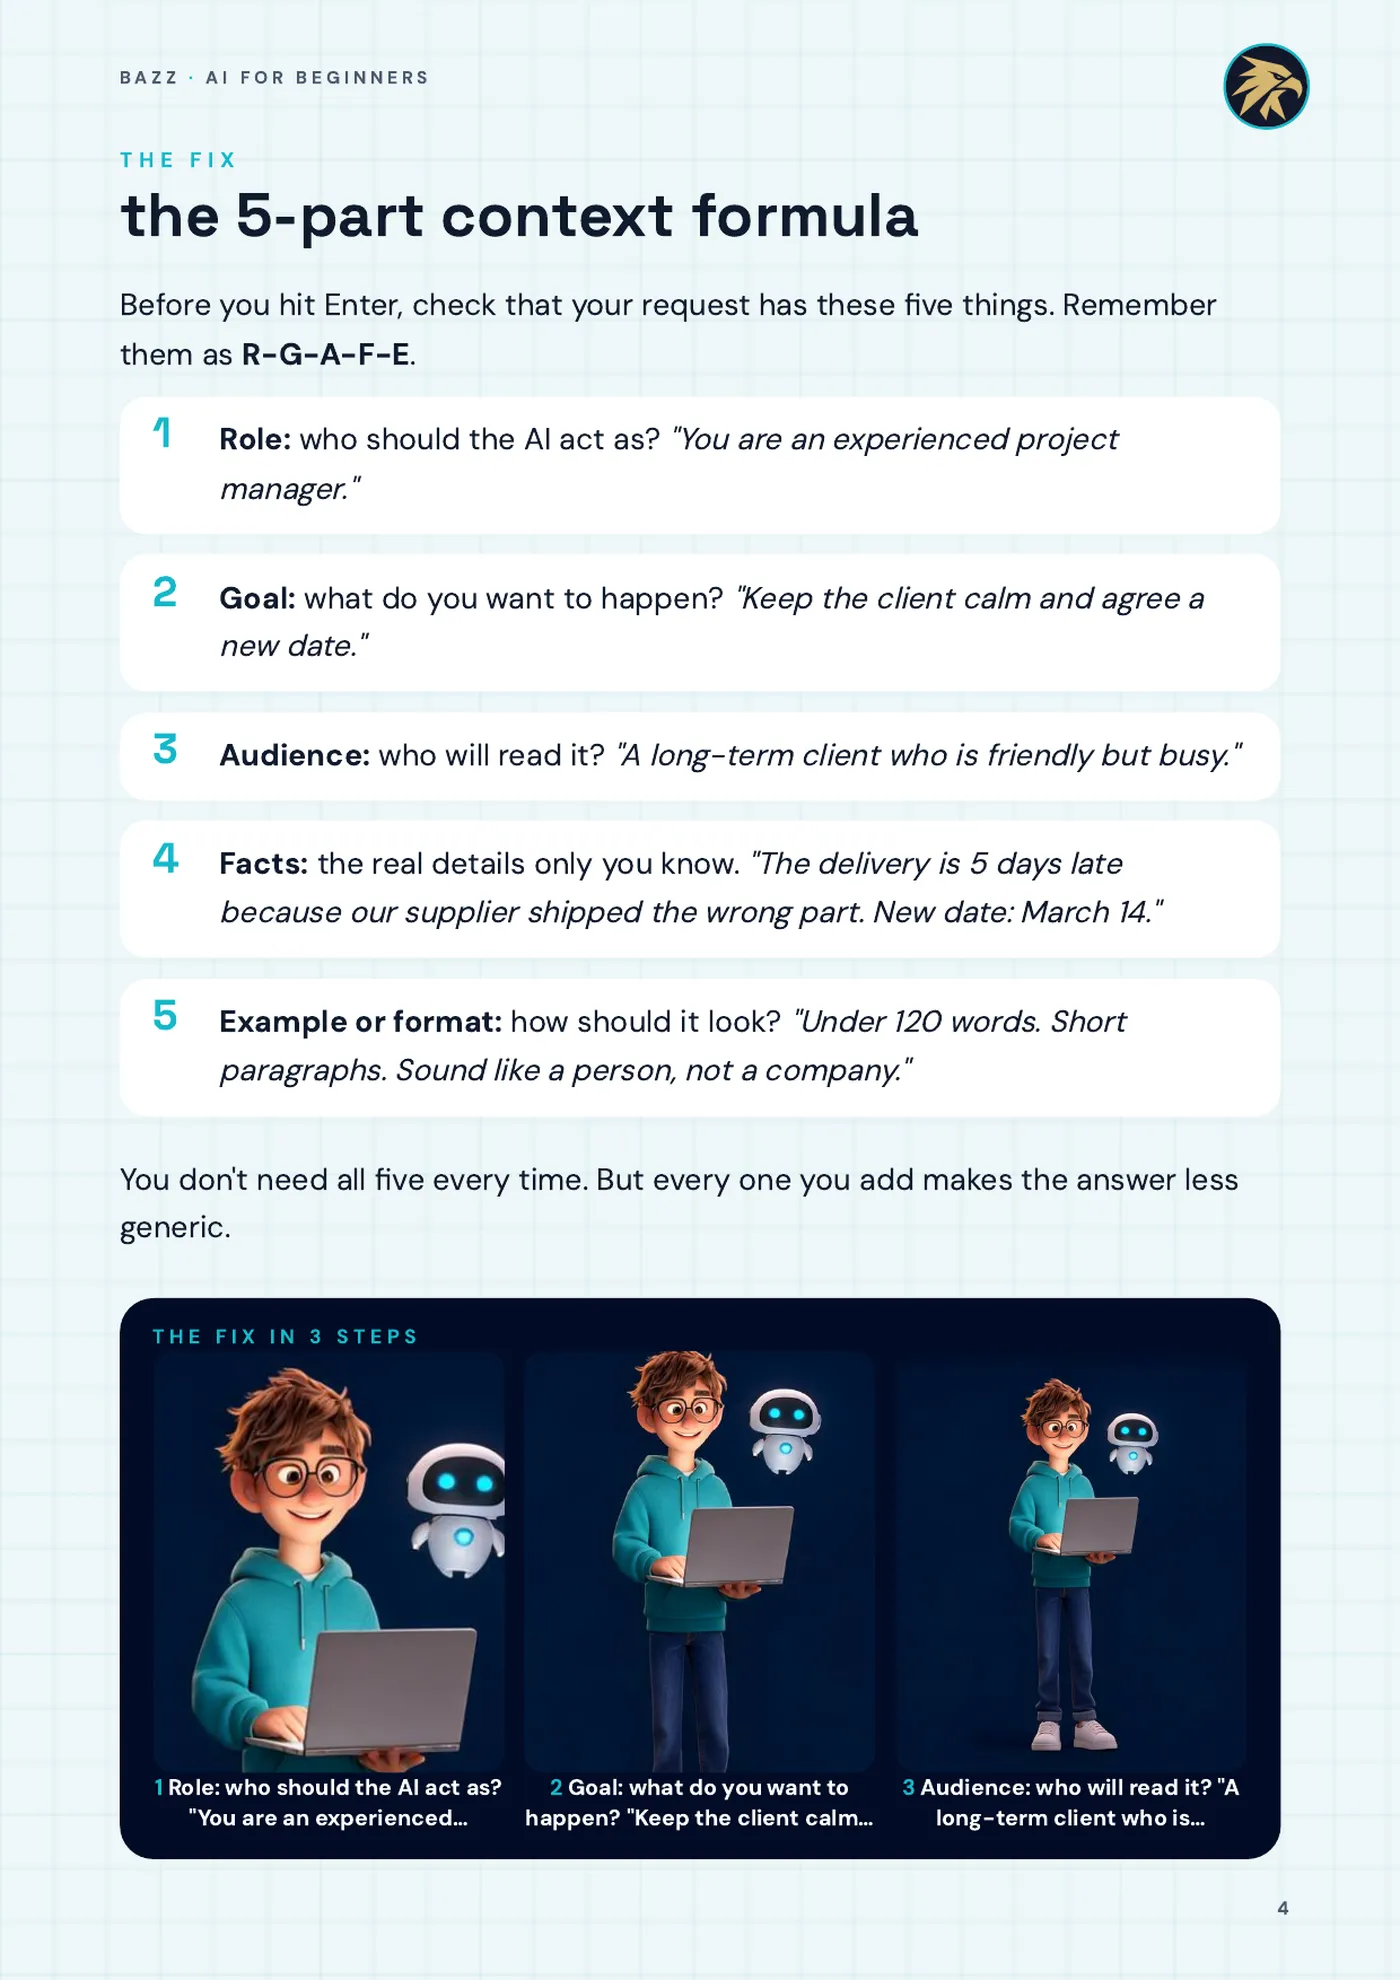 BAZZ · AI FOR BEGINNERS
THE FIX
the 5-part context formula
Before you hit Enter, check that your request has these five things. Remember
them as R-G-A-F-E.
1 Role: who should the AI act as? "You are an experienced project
manager."
2 Goal: what do you want to happen? "Keep the client calm and agree a
new date."
3 Audience: who will read it? "A long-term client who is friendly but busy."
4 Facts: the real details only you know. "The delivery is 5 days late
because our supplier shipped the wrong part. New date: March 14."
5 Example or format: how should it look? "Under 120 words. Short
paragraphs. Sound like a person, not a company."
You don't need all five every time. But every one you add makes the answer less
generic.
THE FIX IN 3 STEPS
1 Role: who should the AI act as?
"You are an experienced...
2 Goal: what do you want to
happen? "Keep the client calm...
3 Audience: who will read it? "A
long-term client who is...
4